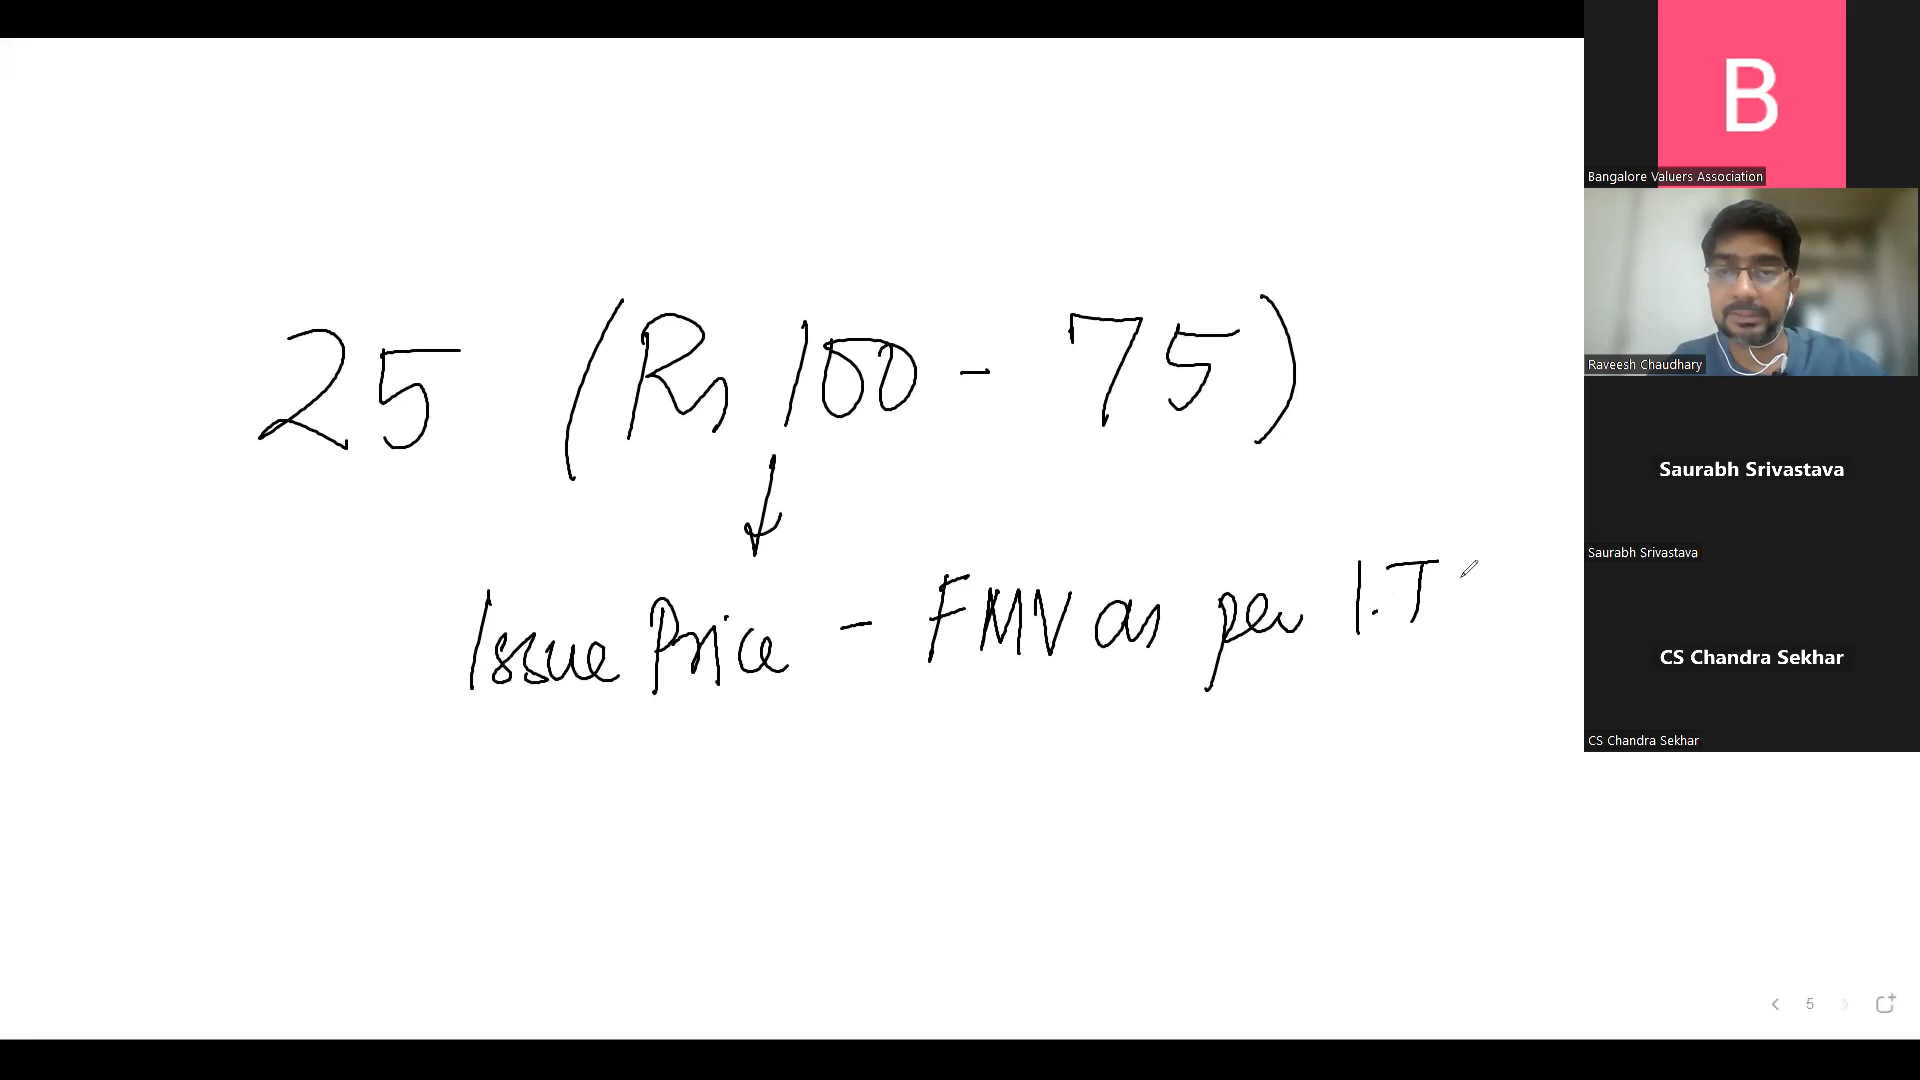 25 (Rs 100 - 75)
Issue Price - FMV as per I.T
B
Bangalore Valuers Association
Raveesh Chaudhary
Saurabh Srivastava
Saurabh Srivastava
CS Chandra Sekhar
CS Chandra Sekhar
5